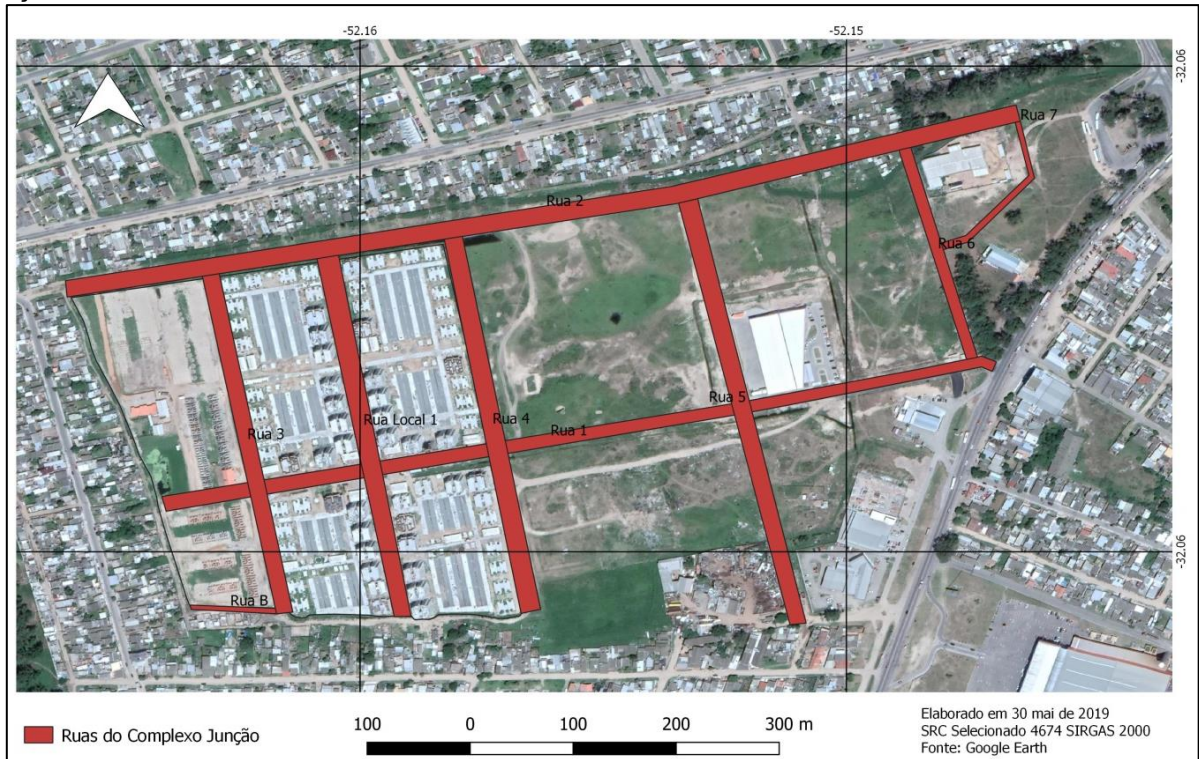 -52.16
-52.15
-32.06
-32.06
Rua 7
Rua 2
Rua 6
Rua 5
Rua 4
Rua Local 1
Rua 1
Rua 3
Rua B
Ruas do Complexo Junção
100 0 100 200 300 m
Elaborado em 30 mai de 2019
SRC Selecionado 4674 SIRGAS 2000
Fonte: Google Earth